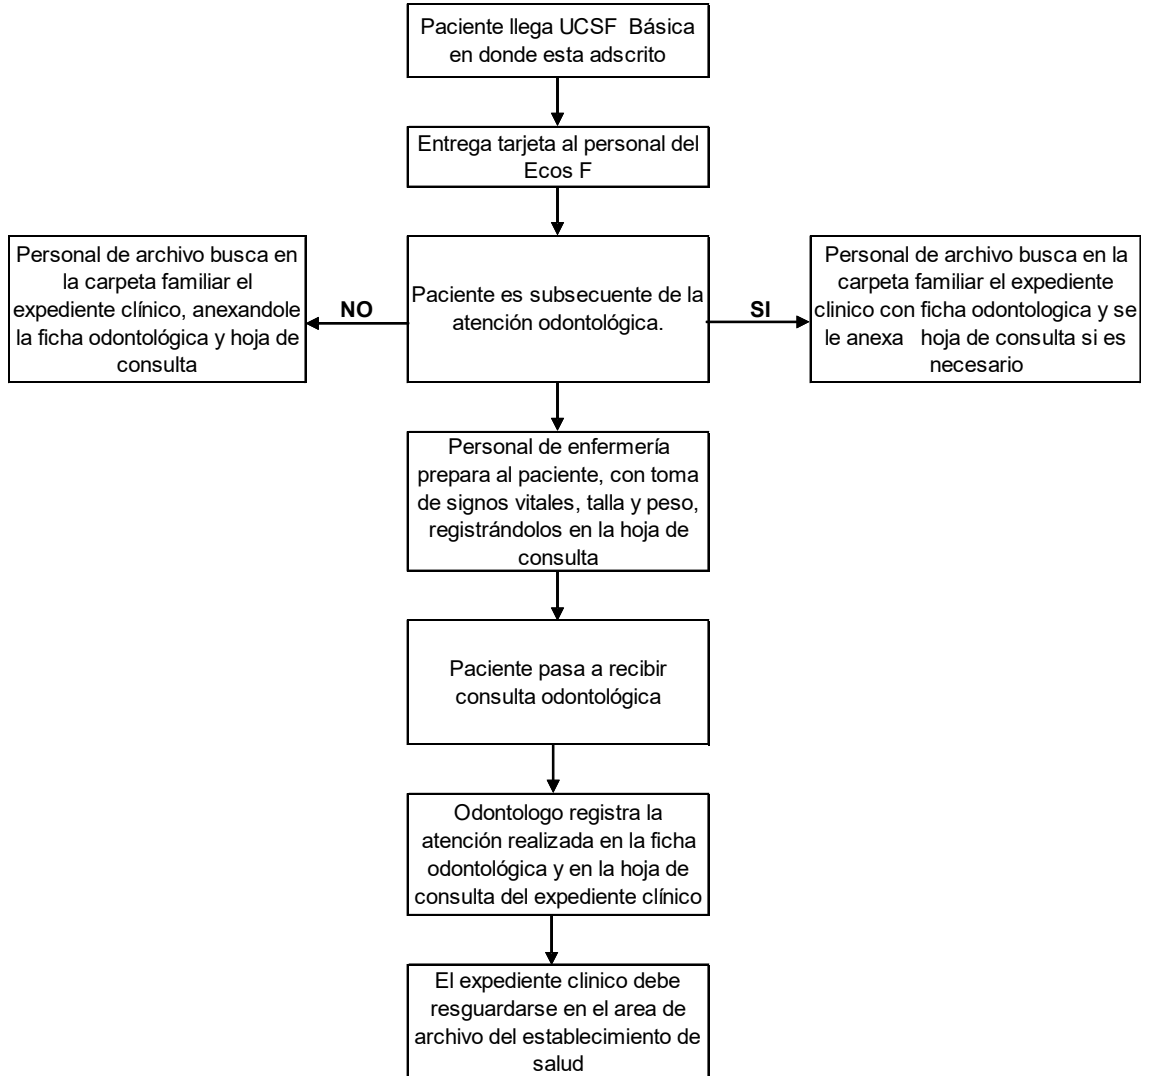 Paciente llega UCSF Básica
en donde esta adscrito
Entrega tarjeta al personal del
Ecos F
Personal de archivo busca en
la carpeta familiar el
expediente clínico, anexandole
la ficha odontológica y hoja de
consulta
NO
Paciente es subsecuente de la
atención odontológica.
SI
Personal de archivo busca en la
carpeta familiar el expediente
clinico con ficha odontologica y se
le anexa hoja de consulta si es
necesario
Personal de enfermería
prepara al paciente, con toma
de signos vitales, talla y peso,
registrándolos en la hoja de
consulta
Paciente pasa a recibir
consulta odontológica
Odontologo registra la
atención realizada en la ficha
odontológica y en la hoja de
consulta del expediente clínico
El expediente clinico debe
resguardarse en el area de
archivo del establecimiento de
salud